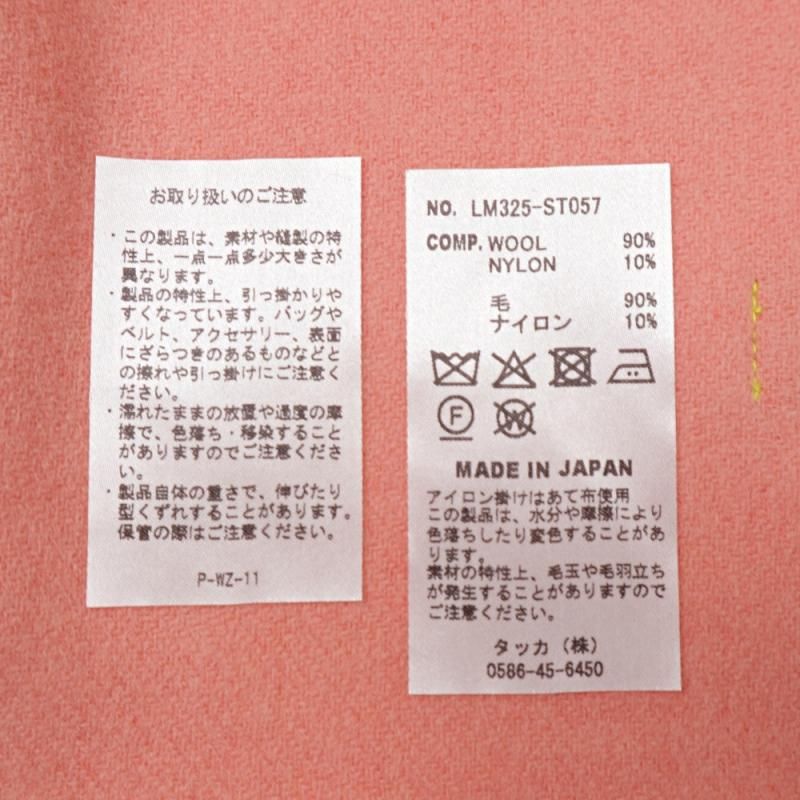 お取り扱いのご注意
・この製品は、素材や縫製の特
性上、一点一点多少大きさが
異なります。
・製品の特性上、引っ掛かりや
すくなっています。バッグや
ベルト、アクセサリー、表面
にざらつきのあるものなどと
の擦れや引っ掛けにご注意く
ださい。
・濡れたままの放置や過度の摩
擦で、色落ち・移染すること
がありますのでご注意くださ
い。
・製品自体の重さで、伸びたり
型くずれすることがあります。
保管の際はご注意ください。
P-WZ-11
NO. LM325-ST057
COMP. WOOL 90%
NYLON 10%
毛 90%
ナイロン 10%
F
W
MADE IN JAPAN
アイロン掛けはあて布使用
この製品は、水分や摩擦により
色落ちしたり変色することがあ
ります。
素材の特性上、毛玉や毛羽立ち
が発生することがありますので
ご注意ください。
タッカ（株）
0586-45-6450